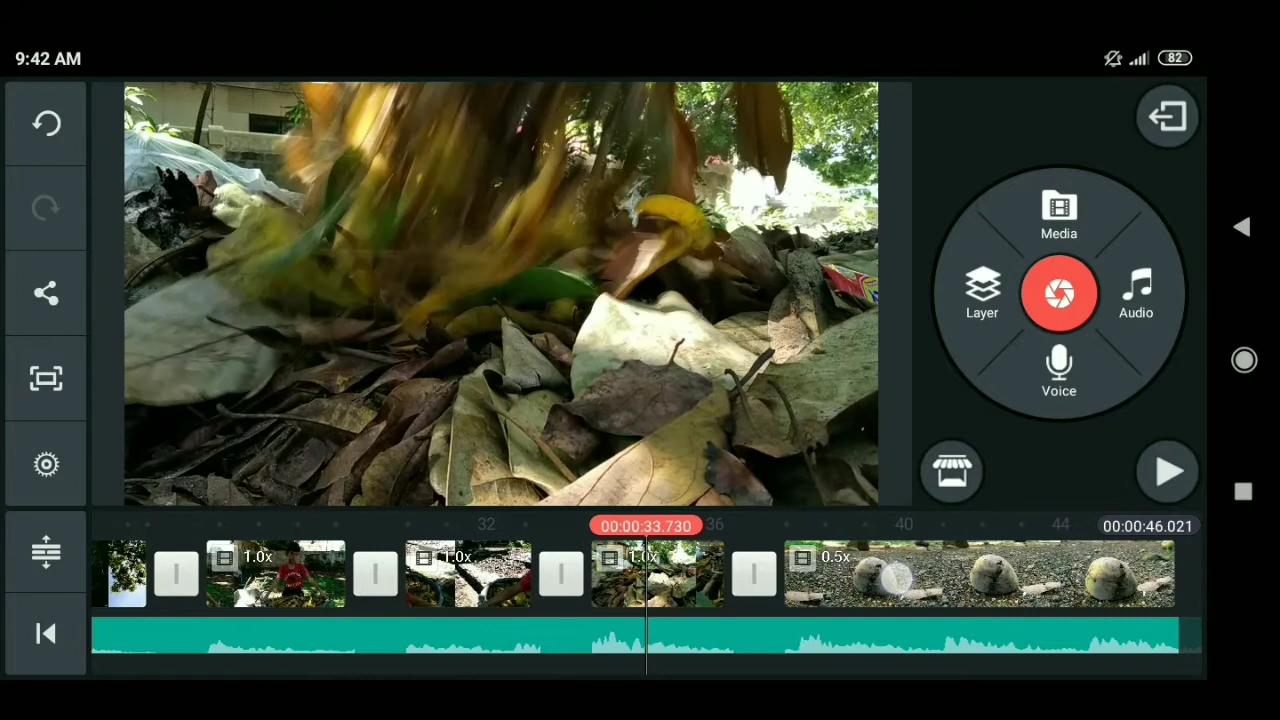 9:42 AM
82
Media
Layer
Audio
Voice
32
00:00:33.730
36
40
44
00:00:46.021
1.0x
1.0x
1.0x
0.5x